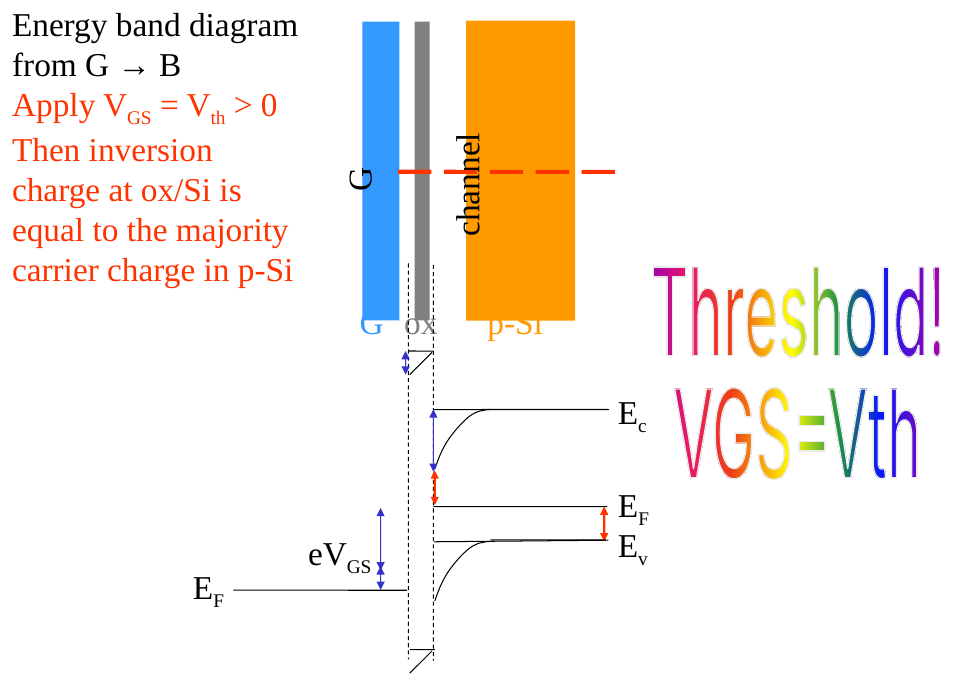 Energy band diagram
from G → B
Apply VGS = Vth > 0
Then inversion
charge at ox/Si is
equal to the majority
carrier charge in p-Si
G
channel
G ox p-Si
Threshold!
VGS=Vth
Ec
EF
Ev
eVGS
EF